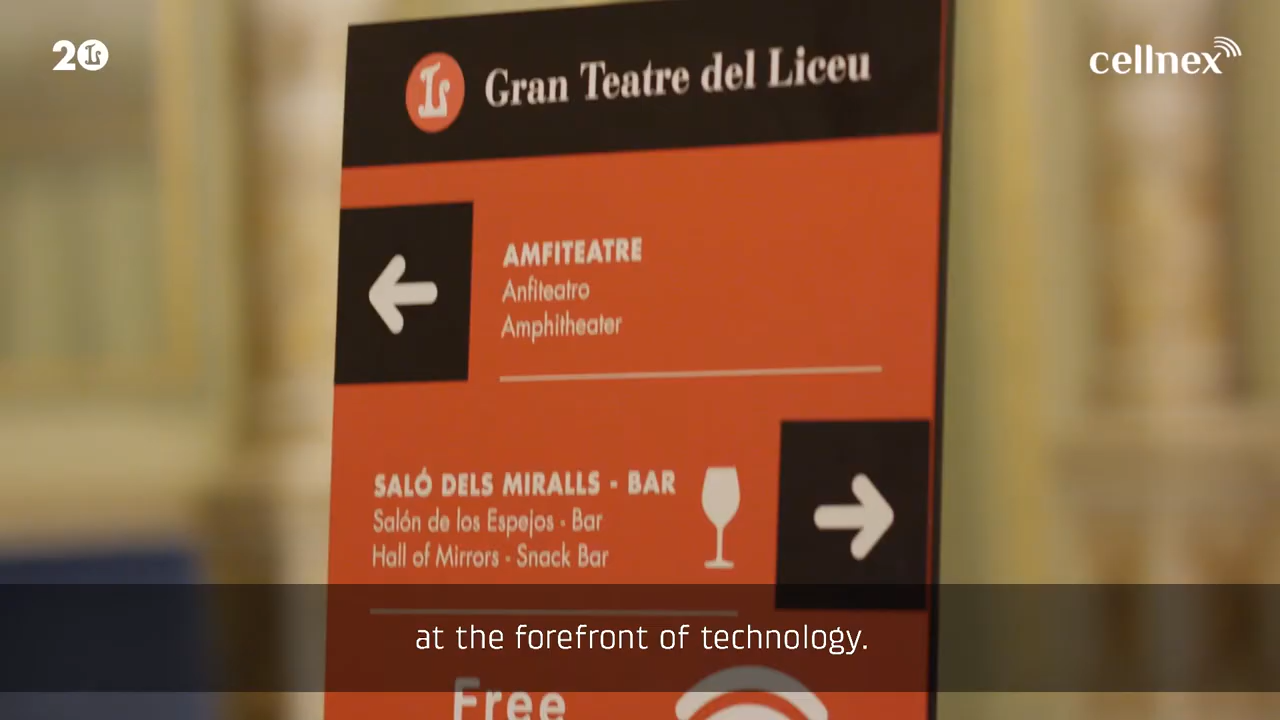 20
cellnex
Gran Teatre del Liceu
AMFITEATRE
Anfiteatro
Amphitheater
SALÓ DELS MIRALLS - BAR
Salón de los Espejos - Bar
Hall of Mirrors - Snack Bar
at the forefront of technology.
Free